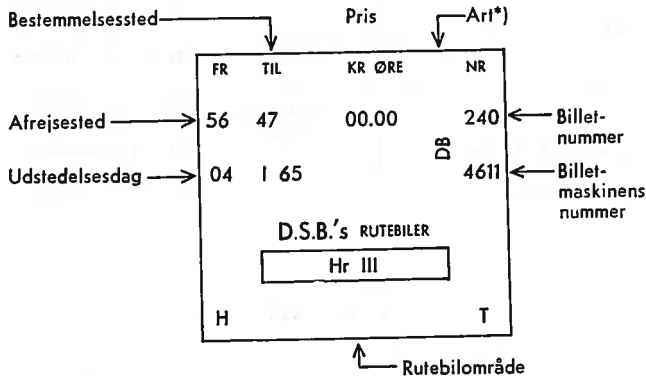 Bestemmelsessted Pris Art*)
FR TIL KR ØRE NR
Afrejsested 56 47 00.00 240 Billet-
nummer
DB
Udstedelsesdag 04 I 65 4611 Billet-
maskinens
nummer
D.S.B.'s RUTEBILER
Hr III
H T
Rutebilområde